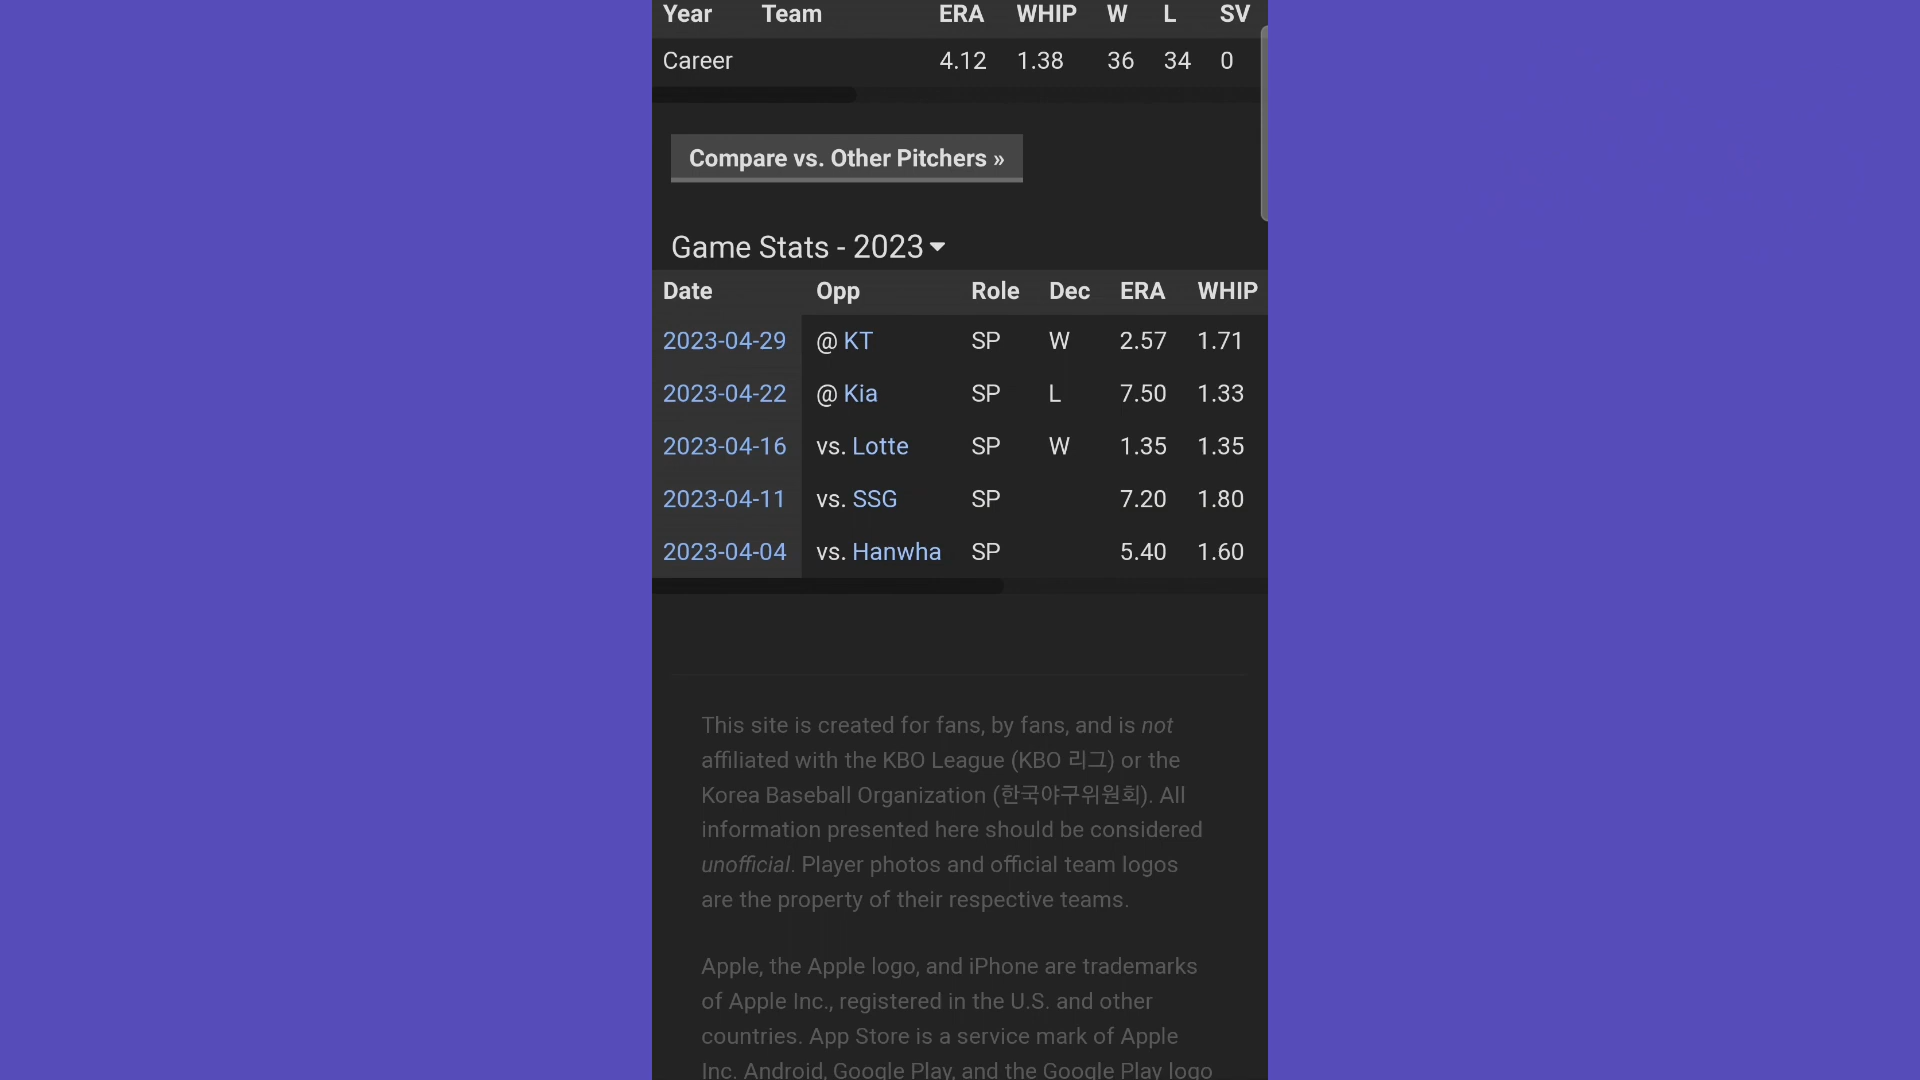 Year Team ERA WHIP W L SV
Career 4.12 1.38 36 34 0
Compare vs. Other Pitchers »
Game Stats - 2023
Date Opp Role Dec ERA WHIP
2023-04-29 @ KT SP W 2.57 1.71
2023-04-22 @ Kia SP L 7.50 1.33
2023-04-16 vs. Lotte SP W 1.35 1.35
2023-04-11 vs. SSG SP 7.20 1.80
2023-04-04 vs. Hanwha SP 5.40 1.60
This site is created for fans, by fans, and is not
affiliated with the KBO League (KBO 리그) or the
Korea Baseball Organization (한국야구위원회). All
information presented here should be considered
unofficial. Player photos and official team logos
are the property of their respective teams.
Apple, the Apple logo, and iPhone are trademarks
of Apple Inc., registered in the U.S. and other
countries. App Store is a service mark of Apple
Inc. Android, Google Play, and the Google Play logo